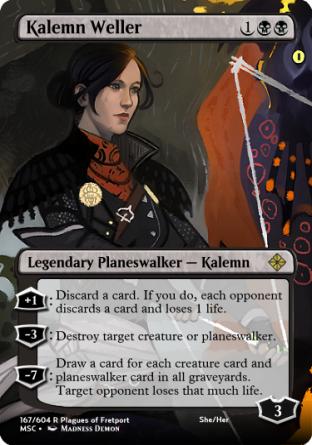 Kalemn Weller 1
Legendary Planeswalker — Kalemn
+1: Discard a card. If you do, each opponent
discards a card and loses 1 life.
-3: Destroy target creature or planeswalker.
-7: Draw a card for each creature card and
planeswalker card in all graveyards.
Target opponent loses that much life.
3
167/604 R Plagues of Fretport She/Her
MSC • Madness Demon